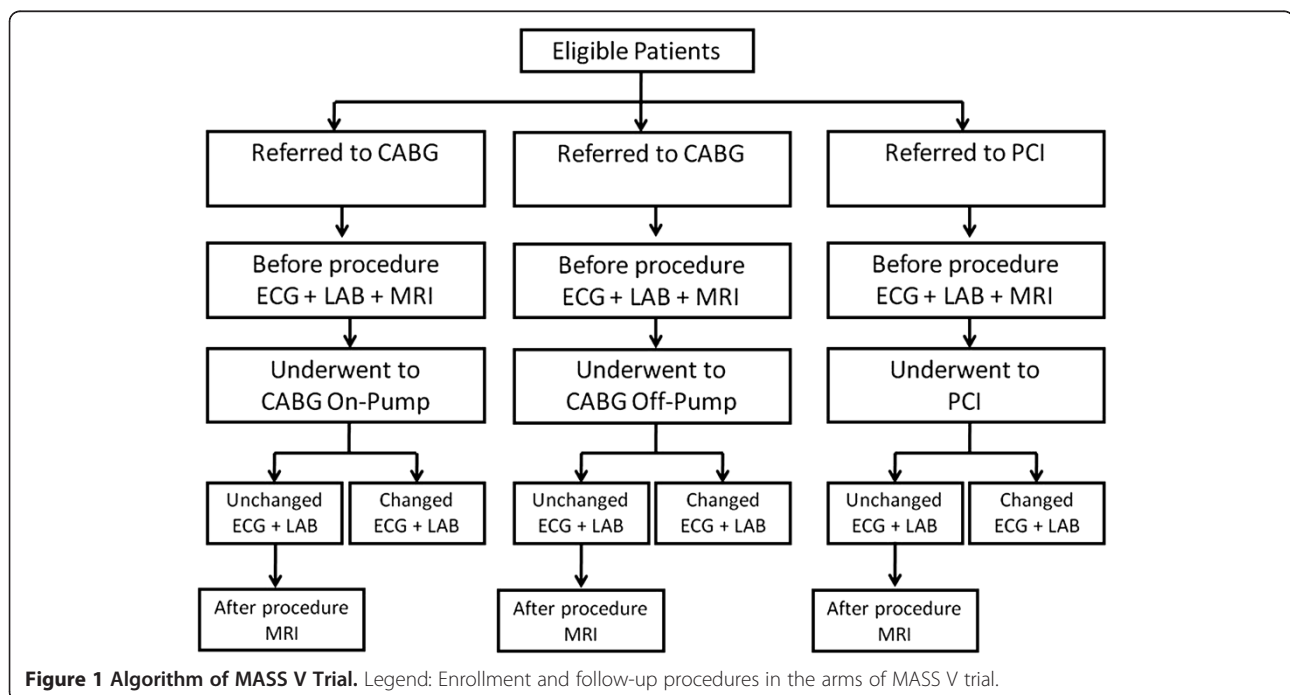 Eligible Patients
Referred to CABG
Referred to CABG
Referred to PCI
Before procedure
ECG + LAB + MRI
Before procedure
ECG + LAB + MRI
Before procedure
ECG + LAB + MRI
Underwent to
CABG On-Pump
Underwent to
CABG Off-Pump
Underwent to
PCI
Unchanged
ECG + LAB
Changed
ECG + LAB
Unchanged
ECG + LAB
Changed
ECG + LAB
Unchanged
ECG + LAB
Changed
ECG + LAB
After procedure
MRI
After procedure
MRI
After procedure
MRI
Figure 1 Algorithm of MASS V Trial. Legend: Enrollment and follow-up procedures in the arms of MASS V trial.